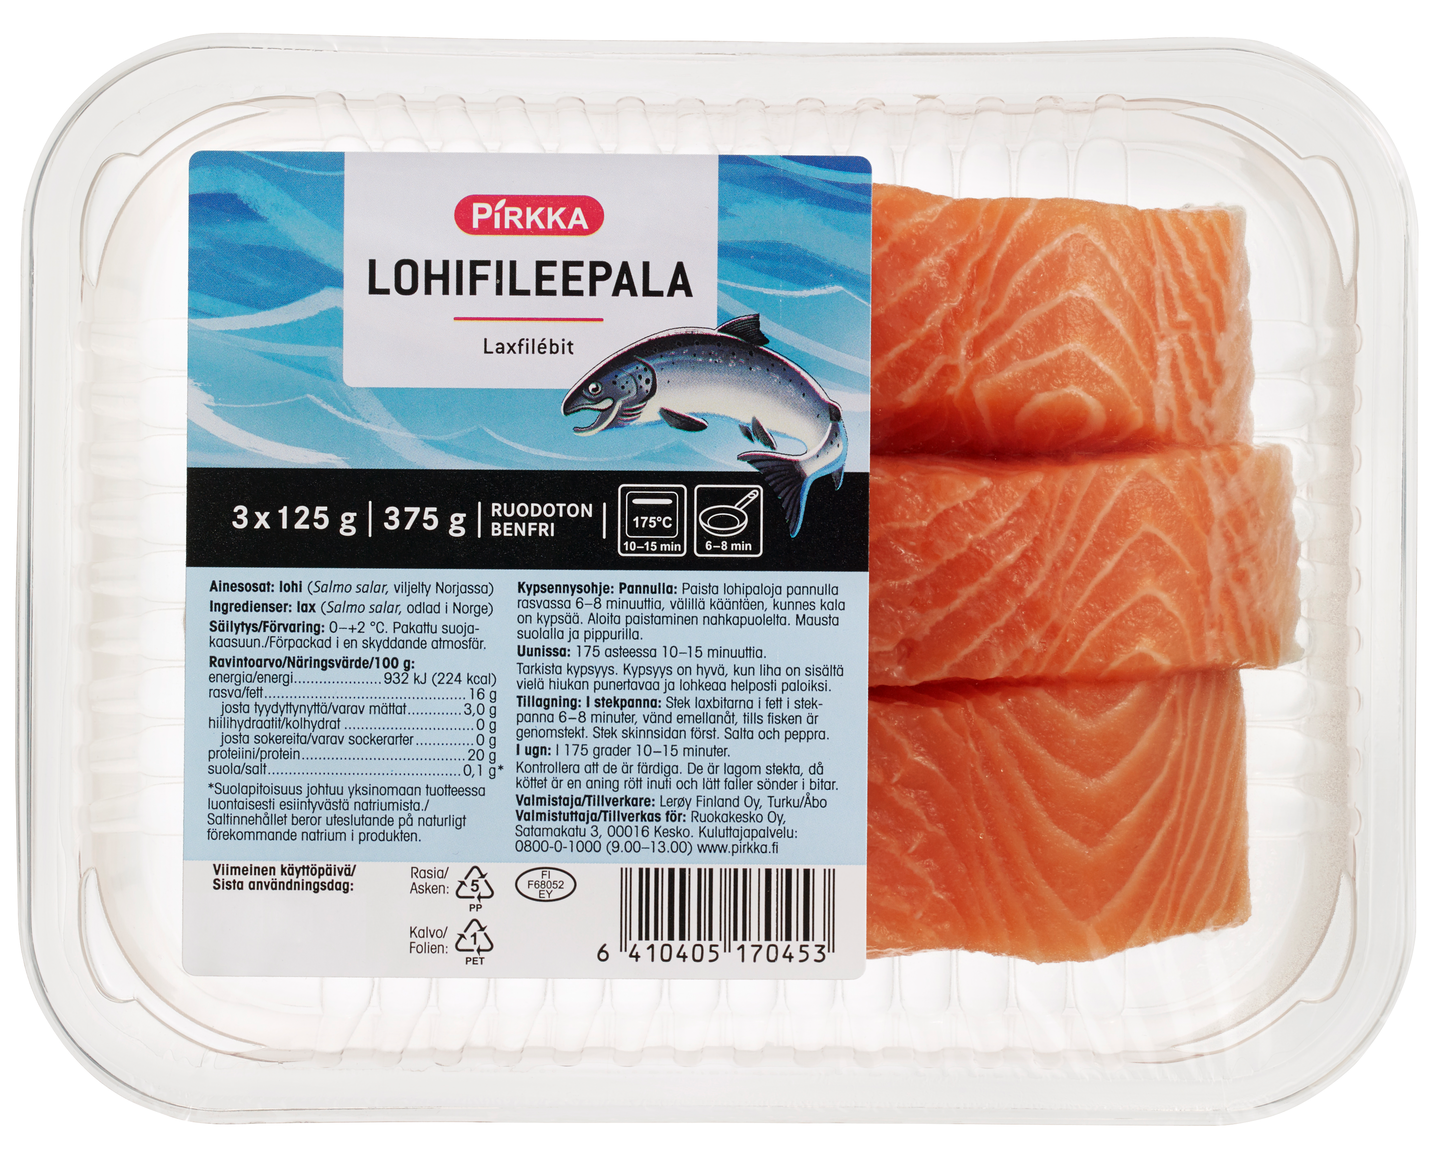 PIRKKA
LOHIFILEEPALA
Laxfilébit
3 x 125 g | 375 g | RUODOTON
BENFRI
175°C
10–15 min
6–8 min
Ainesosat: lohi (Salmo salar, viljelty Norjassa)
Ingredienser: lax (Salmo salar, odlad i Norge)
Säilytys/Förvaring: 0–+2 °C. Pakattu suoja-
kaasuun./Förpackad i en skyddande atmosfär.
Ravintoarvo/Näringsvärde/100 g:
energia/energi...................932 kJ (224 kcal)
rasva/fett............................................16 g
josta tyydyttynyttä/varav mättat............3,0 g
hiilihydraatit/kolhydrat............................0 g
josta sokereita/varav sockerarter............0 g
proteiini/protein.....................................20 g
suola/salt..........................................0,1 g*
*Suolapitoisuus johtuu yksinomaan tuotteessa
luontaisesti esiintyvästä natriumista./
Saltinnehållet beror uteslutande på naturligt
förekommande natrium i produkten.
Kypsennysohje: Pannulla: Paista lohipaloja pannulla
rasvassa 6–8 minuuttia, välillä kääntäen, kunnes kala
on kypsää. Aloita paistaminen nahkapuolelta. Mausta
suolalla ja pippurilla.
Uunissa: 175 asteessa 10–15 minuuttia.
Tarkista kypsyys. Kypsyys on hyvä, kun liha on sisältä
vielä hiukan punertavaa ja lohkeaa helposti paloiksi.
Tillagning: I stekpanna: Stek laxbitarna i fett i stek-
panna 6–8 minuter, vänd emellanåt, tills fisken är
genomstekt. Stek skinnsidan först. Salta och peppra.
I ugn: I 175 grader 10–15 minuter.
Kontrollera att de är färdiga. De är lagom stekta, då
köttet är en aning rött inuti och lätt faller sönder i bitar.
Valmistaja/Tillverkare: Lerøy Finland Oy, Turku/Åbo
Valmistuttaja/Tillverkas för: Ruokakesko Oy,
Satamakatu 3, 00016 Kesko. Kuluttajapalvelu:
0800-0-1000 (9.00–13.00) www.pirkka.fi
Viimeinen käyttöpäivä/
Sista användningsdag:
Rasia/
Asken:
5
PP
Kalvo/
Folien:
1
PET
FI
F68052
EY
6 410405 170453